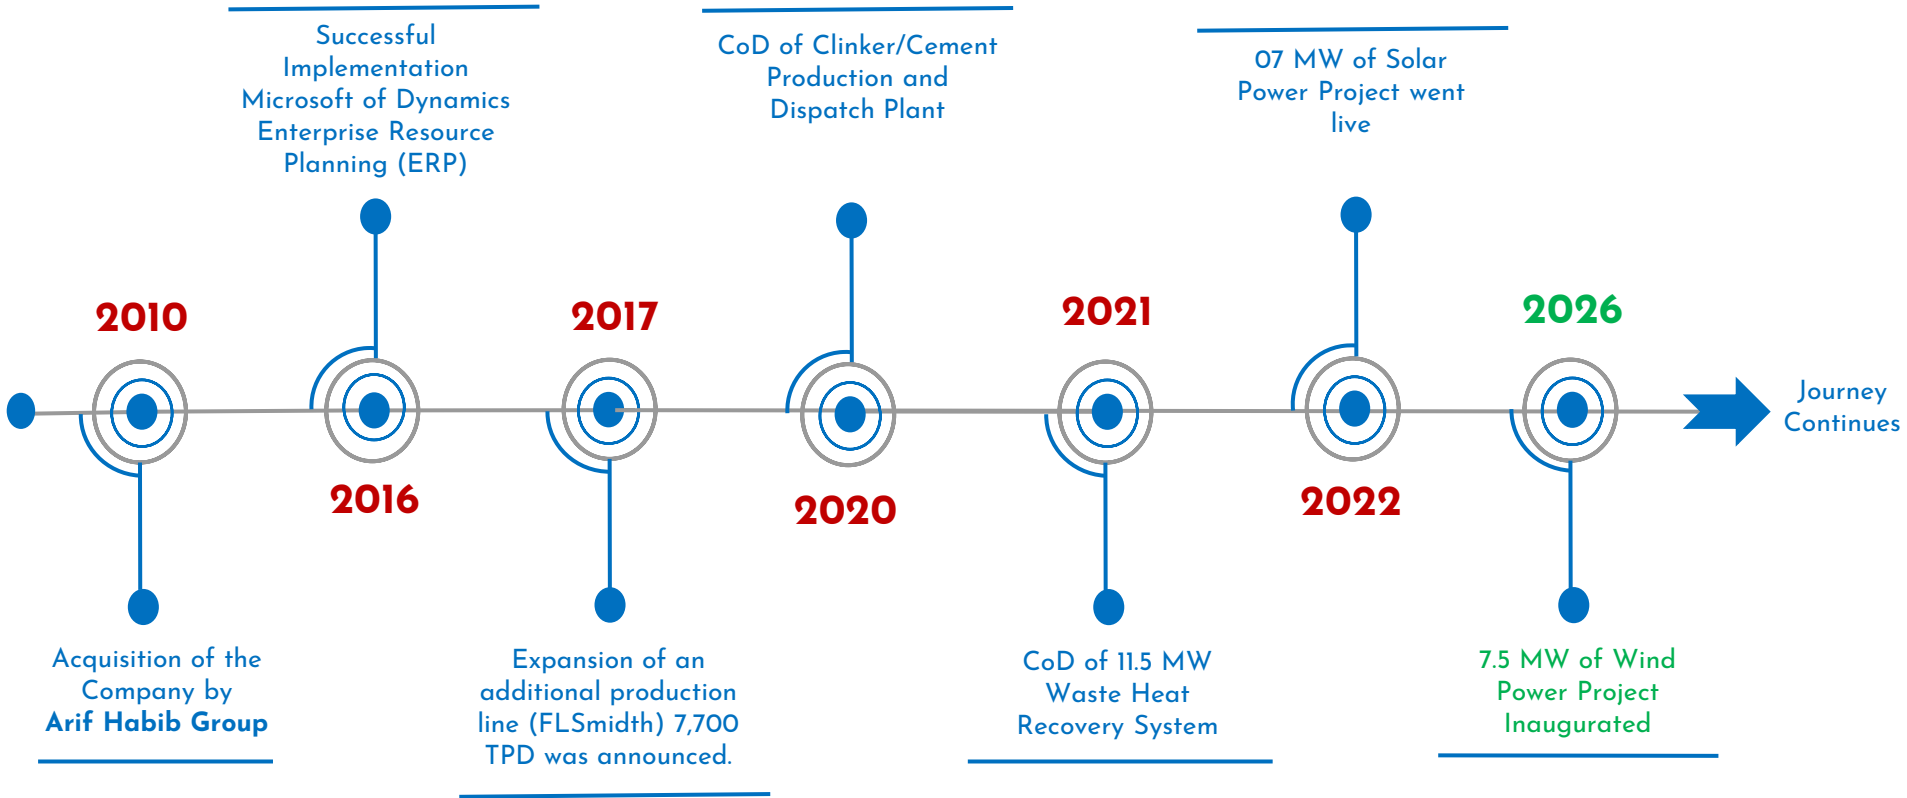 2010
Acquisition of the
Company by
Arif Habib Group
Successful
Implementation
Microsoft of Dynamics
Enterprise Resource
Planning (ERP)
2016
2017
Expansion of an
additional production
line (FLSmidth) 7,700
TPD was announced.
CoD of Clinker/Cement
Production and
Dispatch Plant
2020
2021
CoD of 11.5 MW
Waste Heat
Recovery System
07 MW of Solar
Power Project went
live
2022
2026
7.5 MW of Wind
Power Project
Inaugurated
Journey
Continues